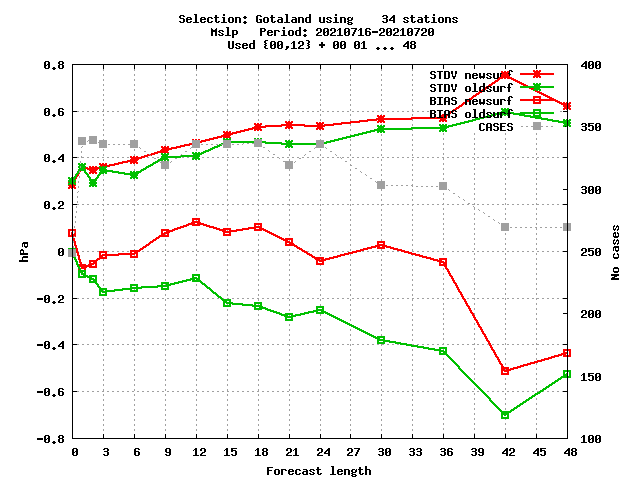 Selection: Gotaland using    34 stations
Mslp   Period: 20210716-20210720
Used {00,12} + 00 01 ... 48
STDV newsurf
STDV oldsurf
BIAS newsurf
BIAS oldsurf
CASES
0.8
0.6
0.4
0.2
0
-0.2
-0.4
-0.6
-0.8
hPa
400
350
300
250
200
150
100
No cases
0 3 6 9 12 15 18 21 24 27 30 33 36 39 42 45 48
Forecast length